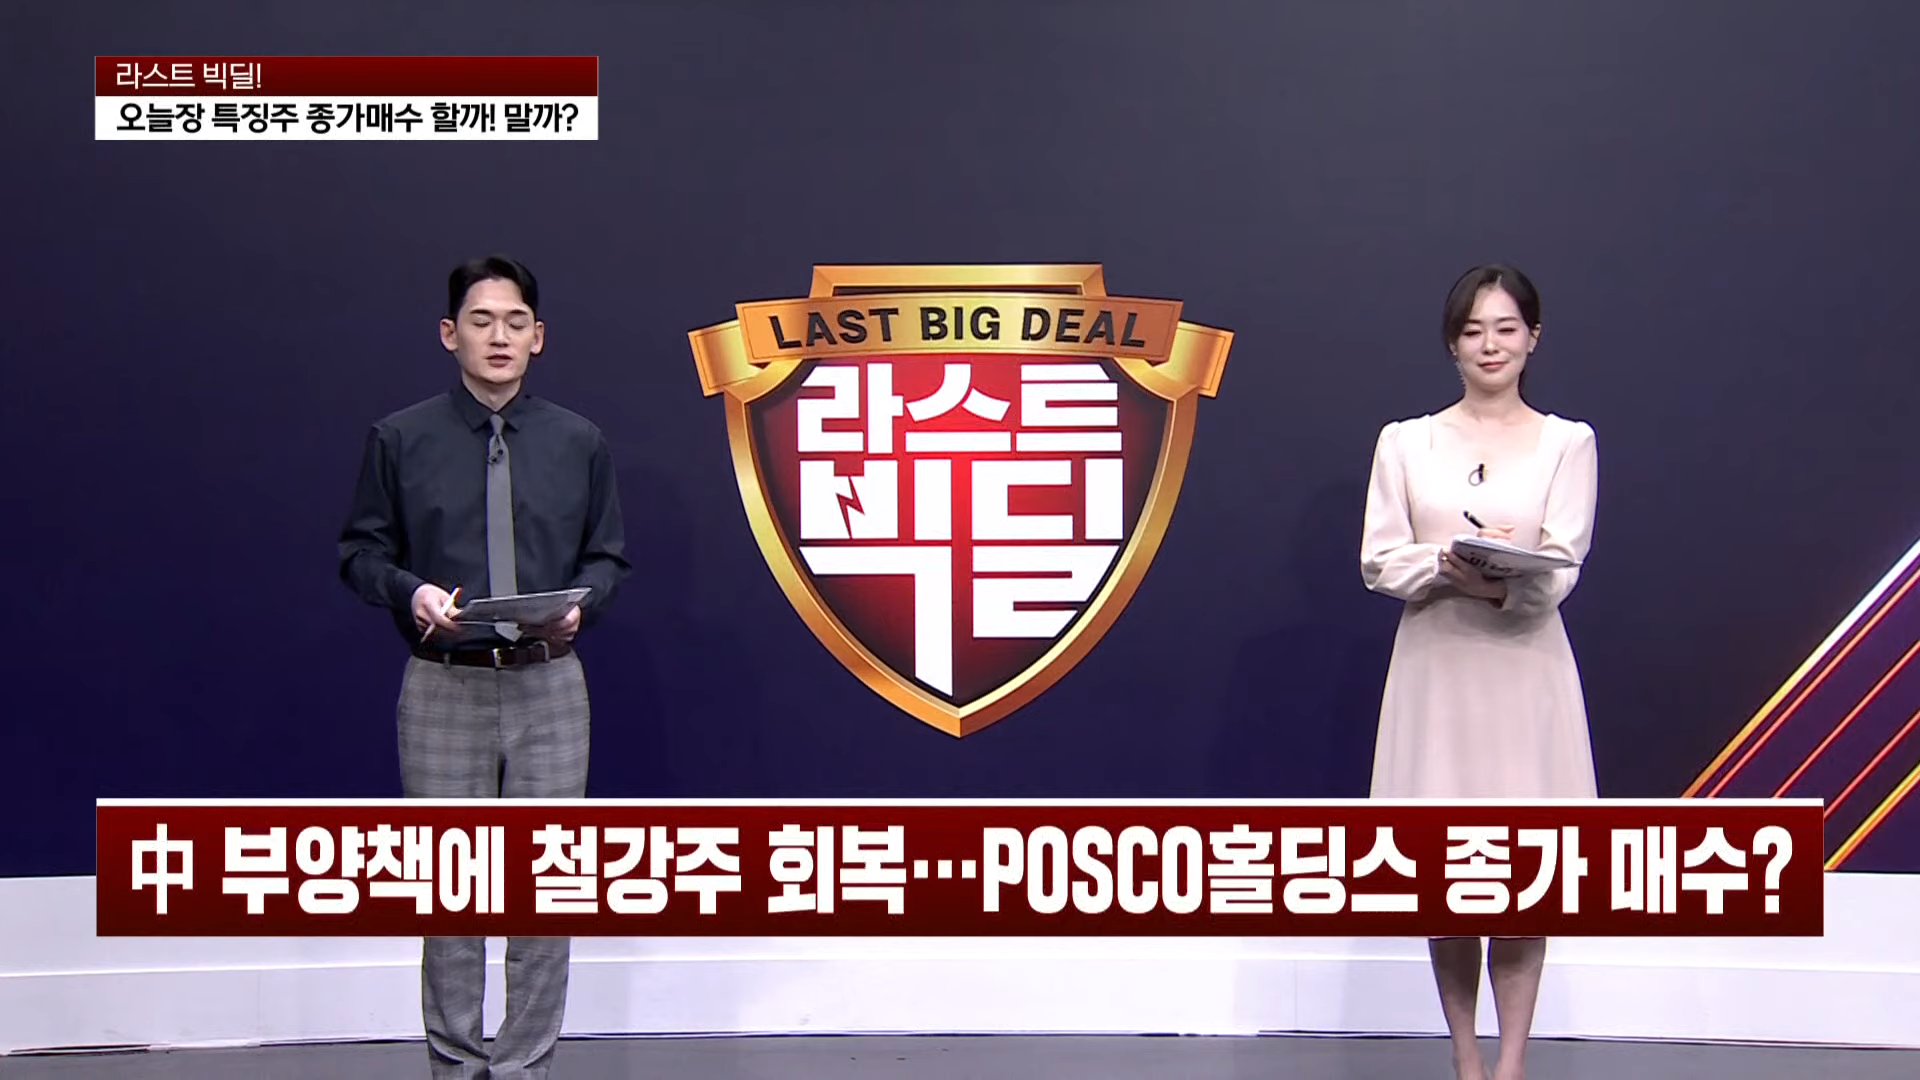 라스트 빅딜!
오늘장 특징주 종가매수 할까! 말까?
LAST BIG DEAL
라스트
빅딜
中 부양책에 철강주 회복…POSCO홀딩스 종가 매수?